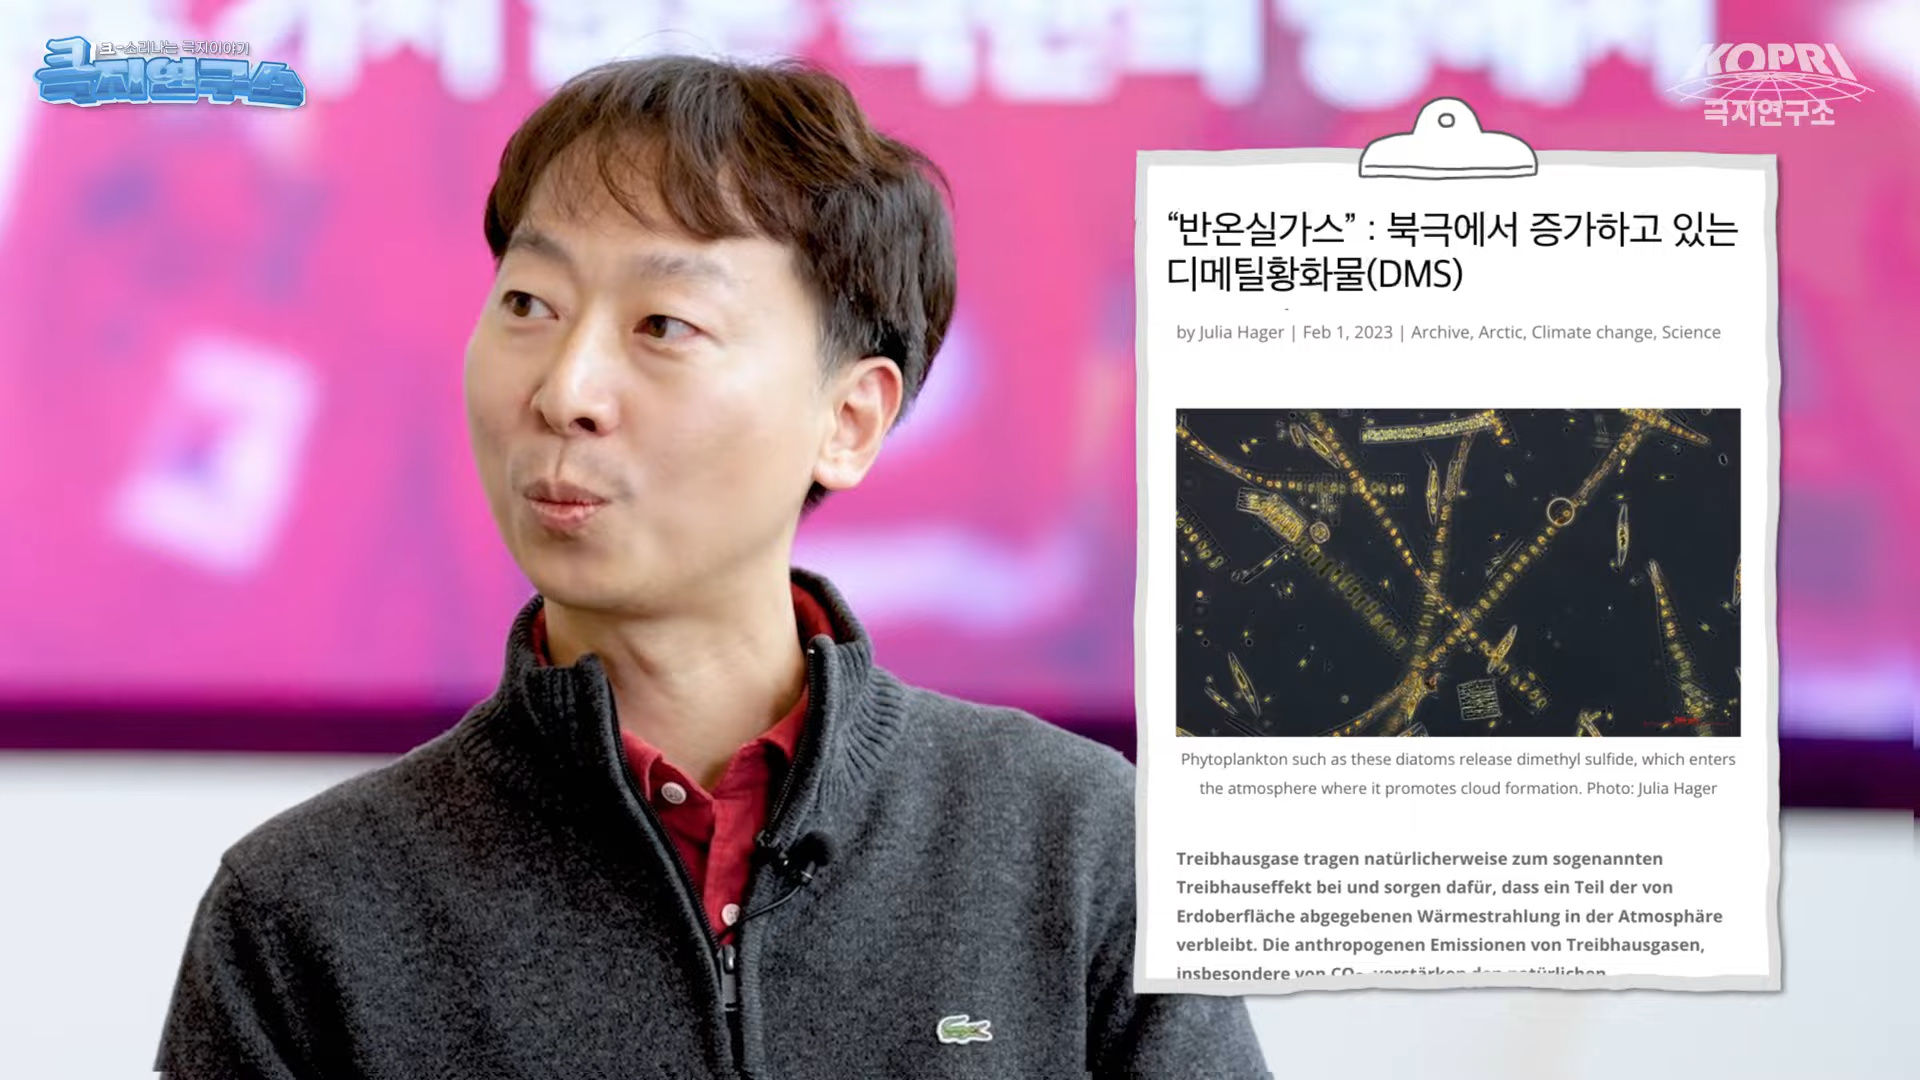 크-소리나는 극지이야기
극지연구소
KOPRI
극지연구소
“반온실가스” : 북극에서 증가하고 있는
디메틸황화물(DMS)
by Julia Hager | Feb 1, 2023 | Archive, Arctic, Climate change, Science
Phytoplankton such as these diatoms release dimethyl sulfide, which enters
the atmosphere where it promotes cloud formation. Photo: Julia Hager
Treibhausgase tragen natürlicherweise zum sogenannten
Treibhauseffekt bei und sorgen dafür, dass ein Teil der von
Erdoberfläche abgegebenen Wärmestrahlung in der Atmosphäre
verbleibt. Die anthropogenen Emissionen von Treibhausgasen,
insbesondere von CO₂, verstärken den natürlichen